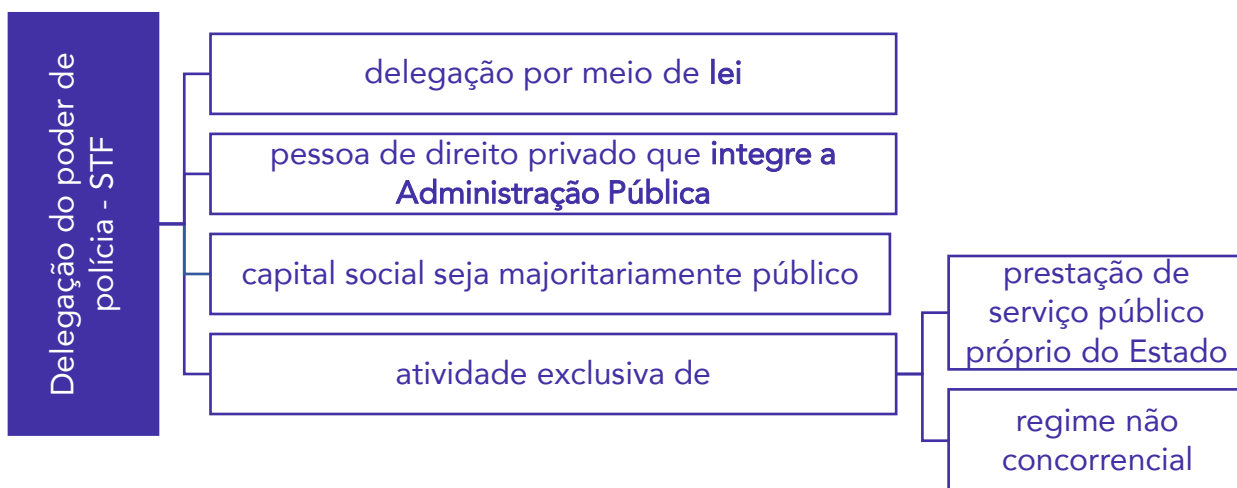 Delegação do poder de
polícia - STF
delegação por meio de lei
pessoa de direito privado que integre a
Administração Pública
capital social seja majoritariamente público
atividade exclusiva de
prestação de
serviço público
próprio do Estado
regime não
concorrencial